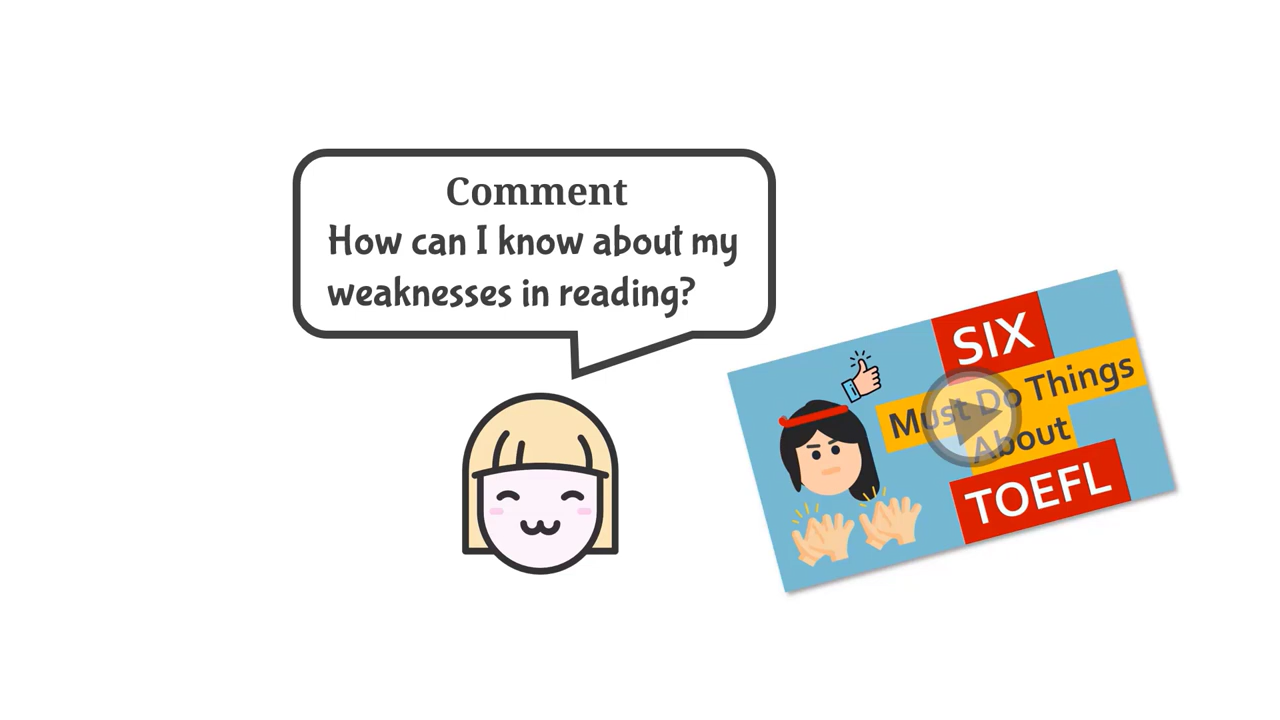 Comment
How can I know about my
weaknesses in reading?
SIX
Must Do Things
About
TOEFL